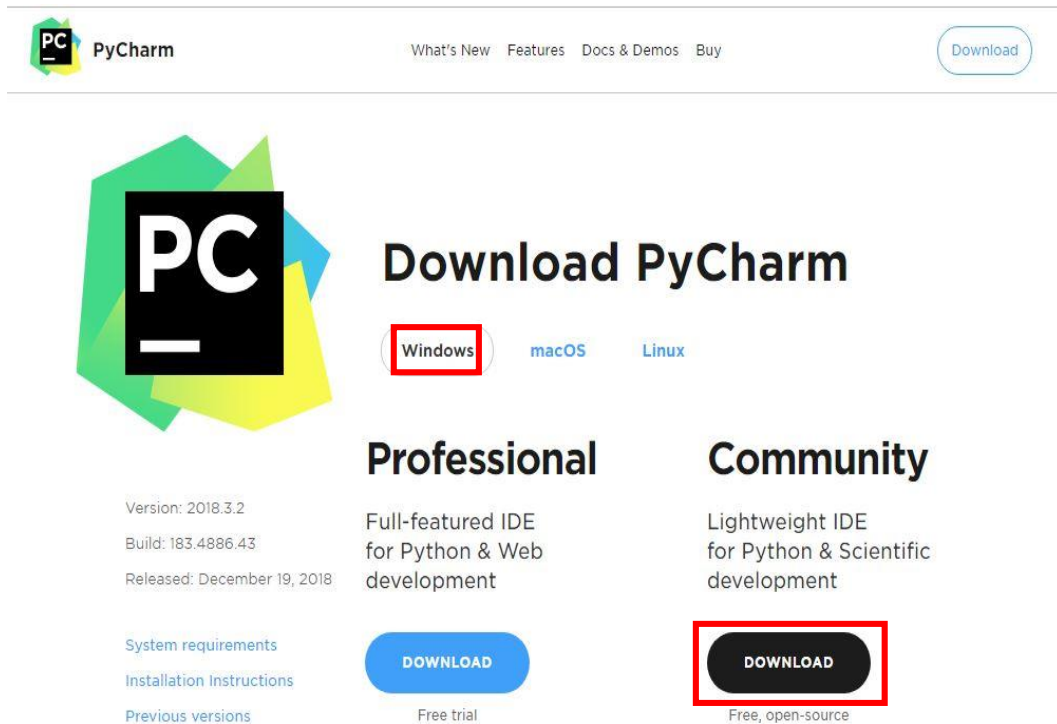 PC
PyCharm
What's New Features Docs & Demos Buy
Download
PC
Download PyCharm
Windows macOS Linux
Version: 2018.3.2
Build: 183.4886.43
Released: December 19, 2018
System requirements
Installation Instructions
Previous versions
Professional
Full-featured IDE
for Python & Web
development
DOWNLOAD
Free trial
Community
Lightweight IDE
for Python & Scientific
development
DOWNLOAD
Free, open-source